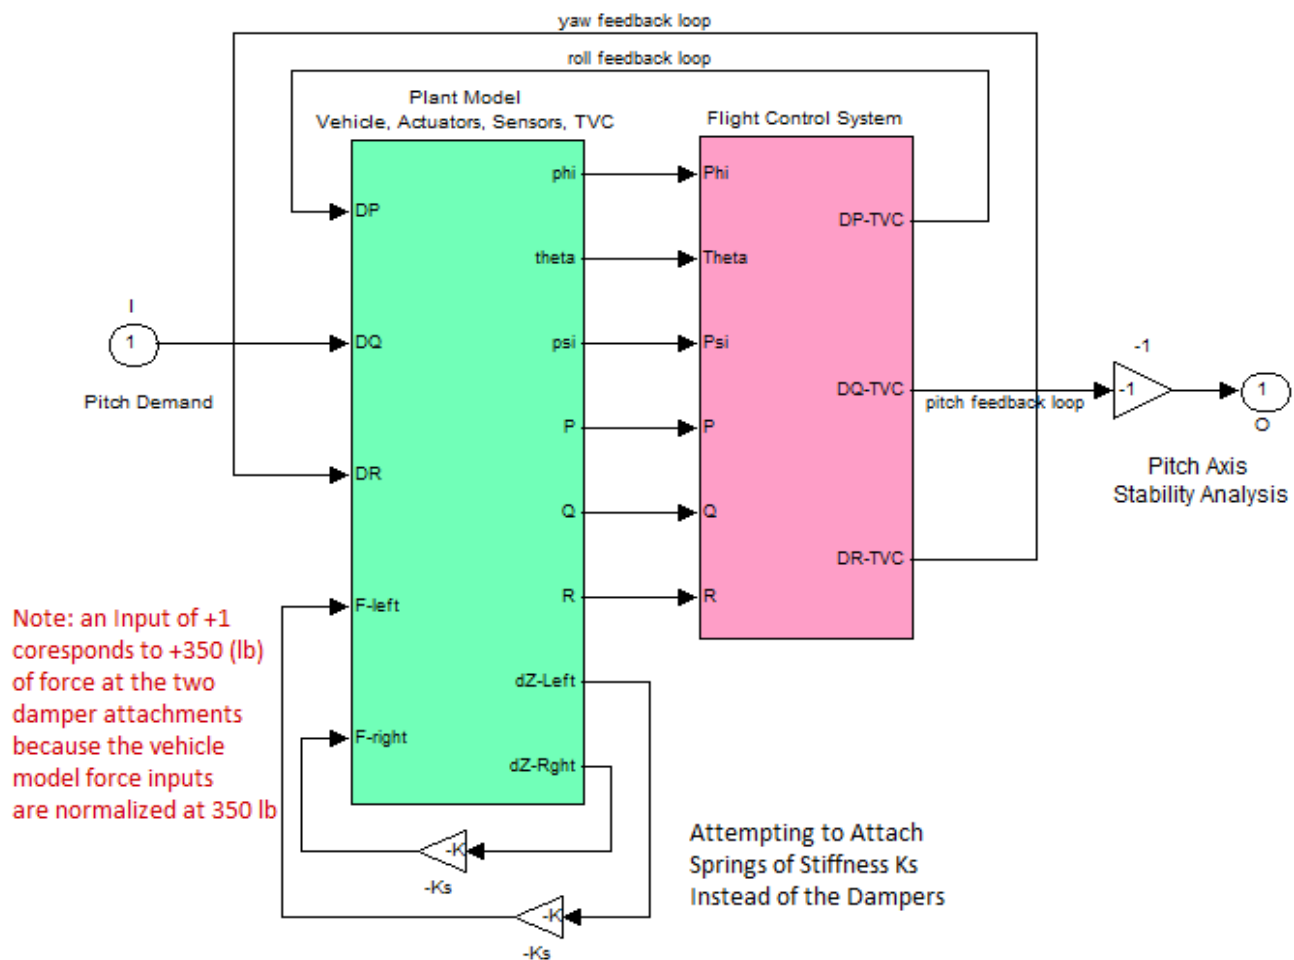 yaw feedback loop
roll feedback loop
Plant Model
Vehicle, Actuators, Sensors, TVC
Flight Control System
phi
Phi
DP
DP-TVC
theta
Theta
I
1
DQ
psi
Psi
-1
Pitch Demand
DQ-TVC
-1
1
pitch feedback loop
O
P
P
DR
Pitch Axis
Stability Analysis
Q
Q
DR-TVC
R
R
F-left
Note: an Input of +1
coresponds to +350 (lb)
of force at the two
damper attachments
because the vehicle
model force inputs
are normalized at 350 lb
dZ-Left
F-right
dZ-Rght
-K
-Ks
Attempting to Attach
Springs of Stiffness Ks
Instead of the Dampers
-K
-Ks